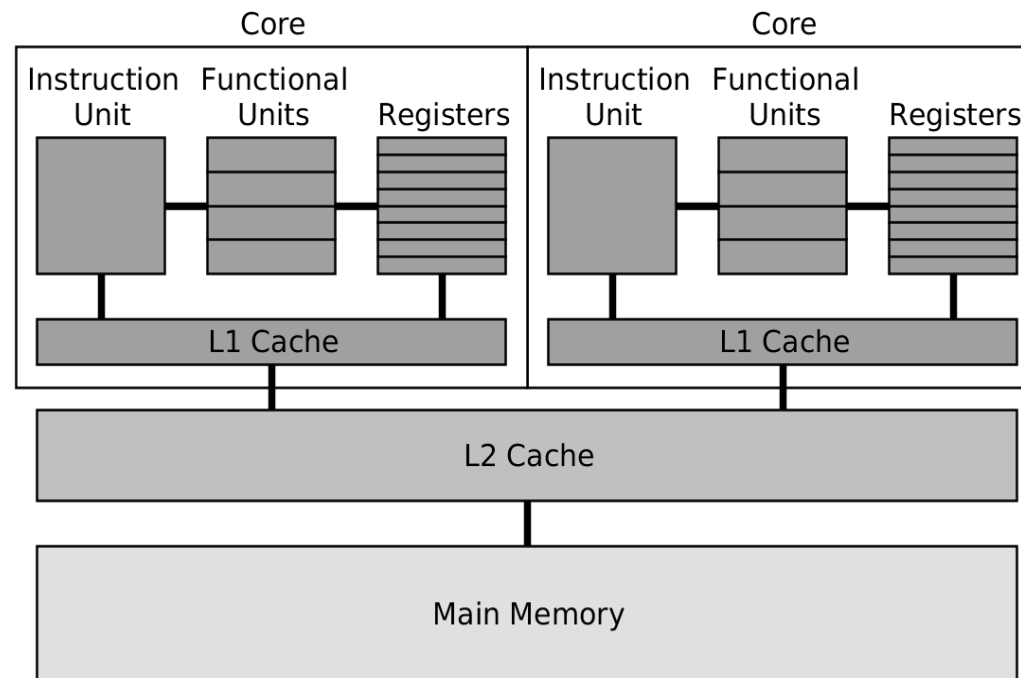 Core
Core
Instruction
Unit
Functional
Units
Registers
Instruction
Unit
Functional
Units
Registers
L1 Cache
L1 Cache
L2 Cache
Main Memory